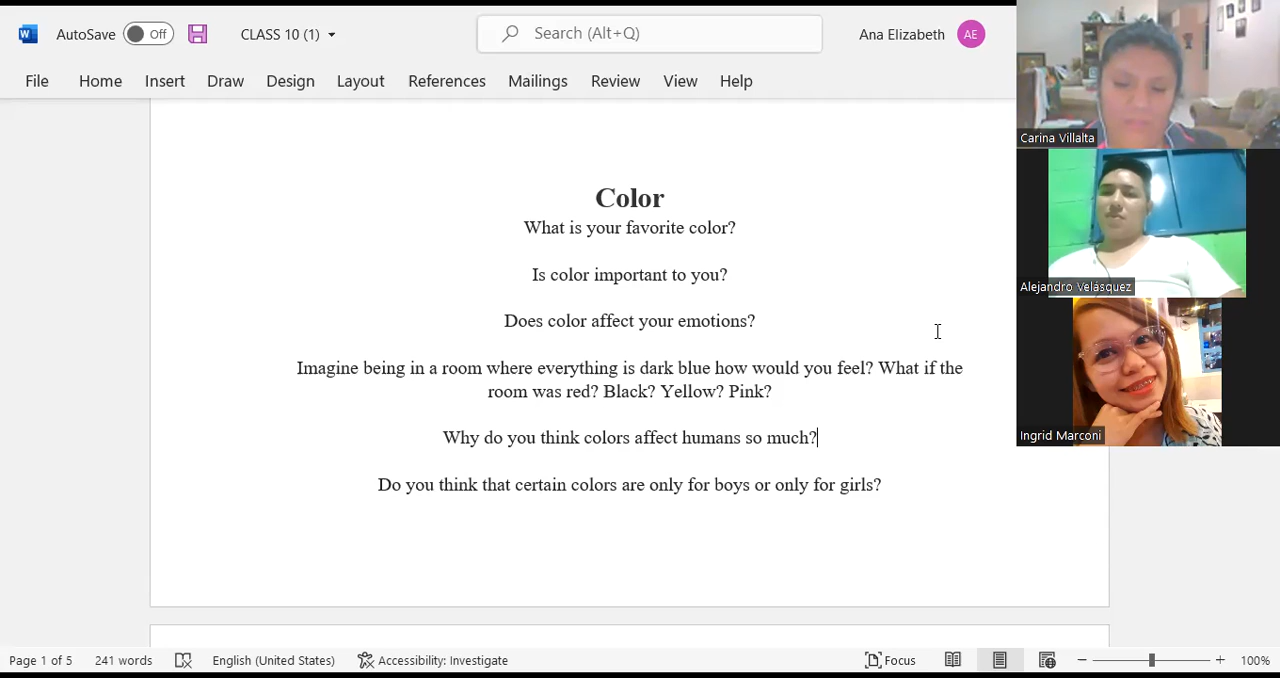 AutoSave Off CLASS 10 (1) Search (Alt+Q) Ana Elizabeth AE
File Home Insert Draw Design Layout References Mailings Review View Help
Carina Villalta
Color
What is your favorite color?
Is color important to you?
Alejandro Velásquez
Does color affect your emotions?
Imagine being in a room where everything is dark blue how would you feel? What if the
room was red? Black? Yellow? Pink?
Why do you think colors affect humans so much?
Ingrid Marconi
Do you think that certain colors are only for boys or only for girls?
Page 1 of 5 241 words English (United States) Accessibility: Investigate Focus 100%